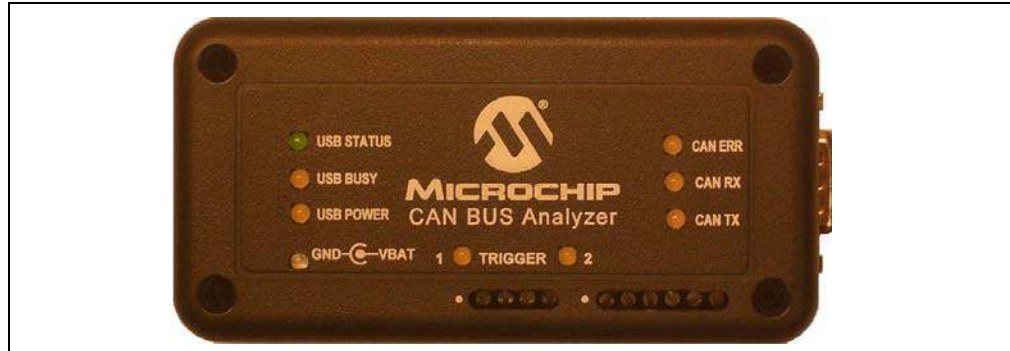 USB STATUS
USB BUSY
USB POWER
GND VBAT
®
MICROCHIP
CAN BUS Analyzer
1 TRIGGER 2
CAN ERR
CAN RX
CAN TX